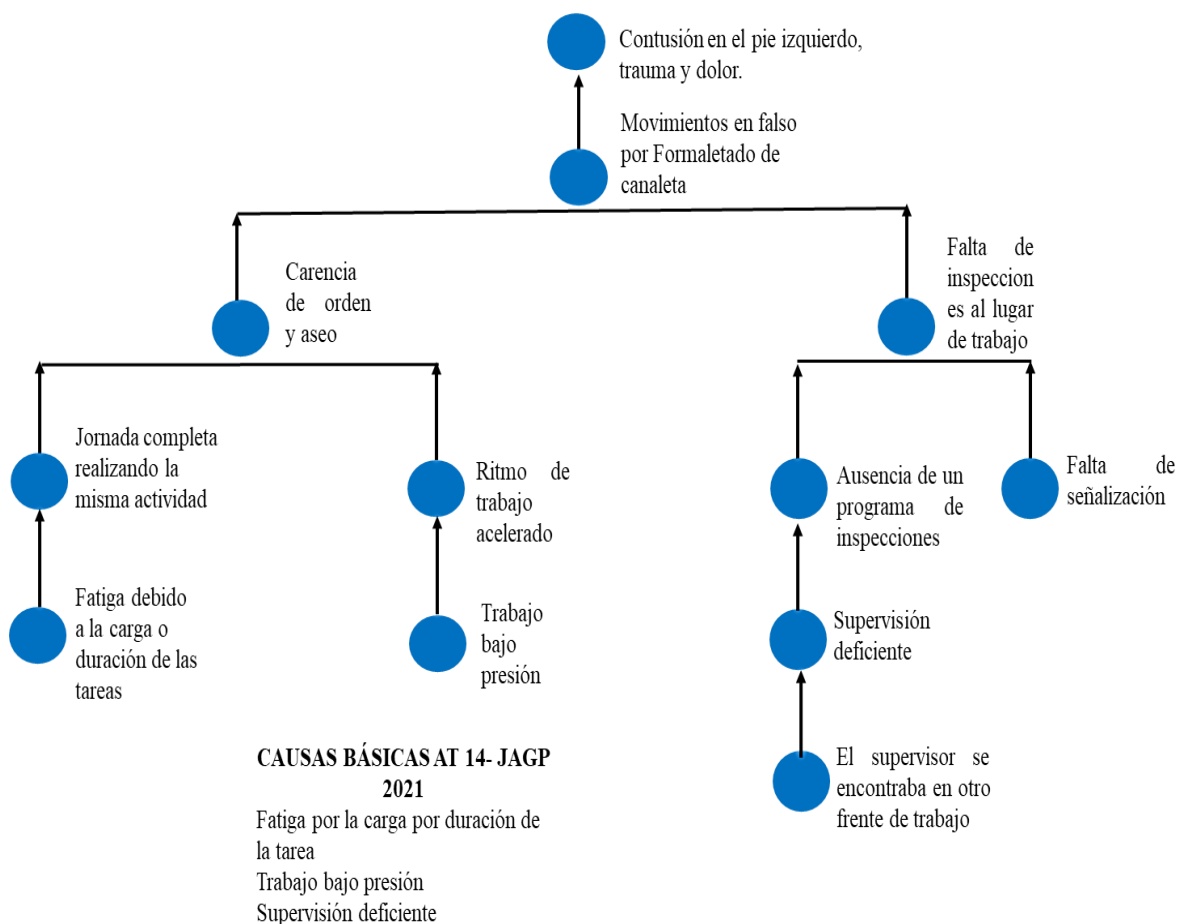 Contusión en el pie izquierdo,
trauma y dolor.
Movimientos en falso
por Formaletado de
canaleta
Carencia
de orden
y aseo
Falta de
inspeccion
es al lugar
de trabajo
Jornada completa
realizando la
misma actividad
Ritmo de
trabajo
acelerado
Ausencia de un
programa de
inspecciones
Falta de
señalización
Fatiga debido
a la carga o
duración de las
tareas
Trabajo
bajo
presión
Supervisión
deficiente
El supervisor se
encontraba en otro
frente de trabajo
CAUSAS BÁSICAS AT 14- JAGP
2021
Fatiga por la carga por duración de
la tarea
Trabajo bajo presión
Supervisión deficiente